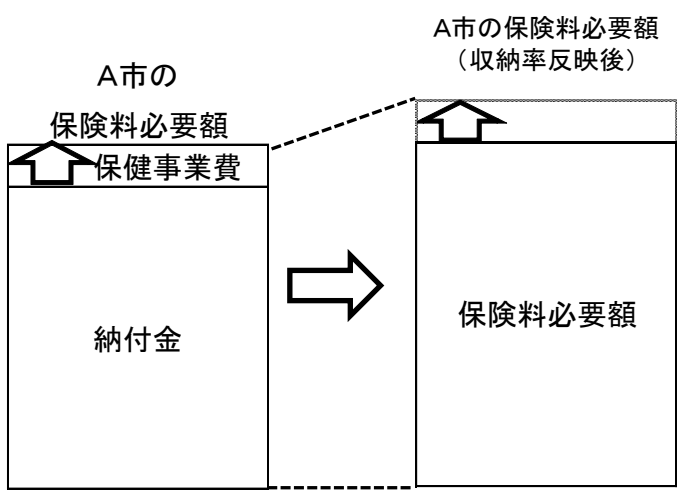 A市の
保険料必要額
保健事業費
納付金
A市の保険料必要額
（収納率反映後）
保険料必要額